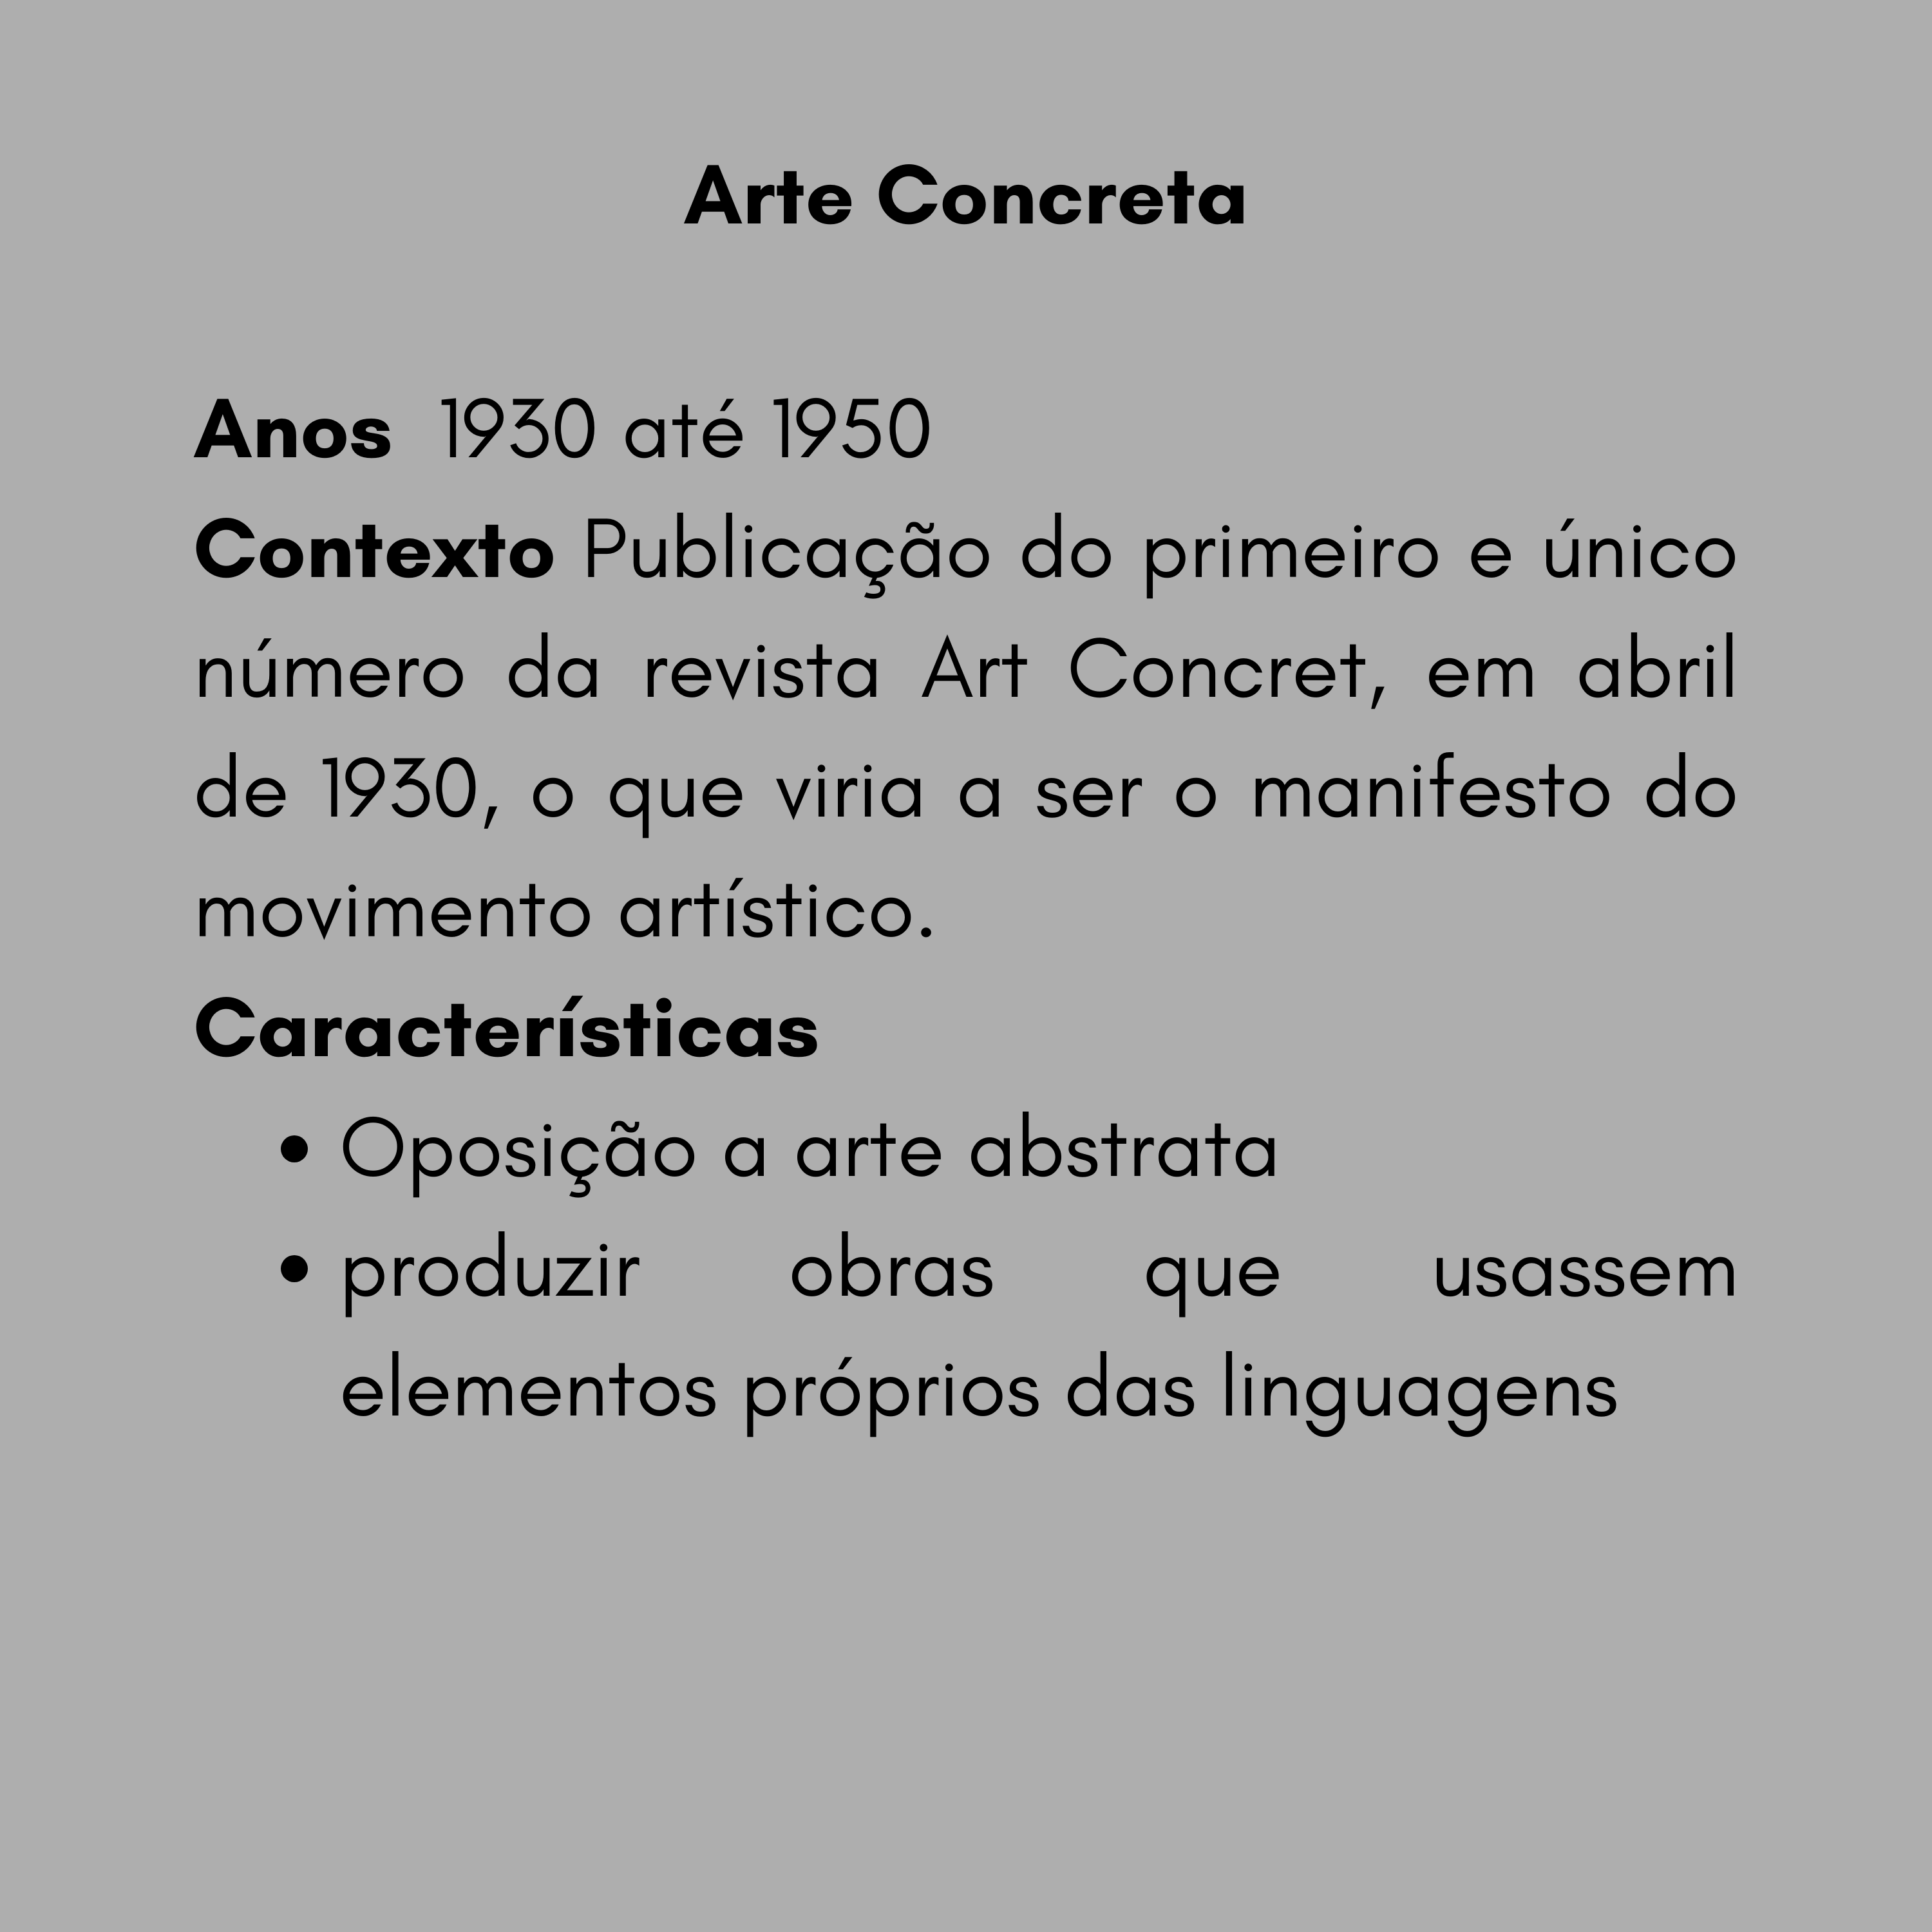 Arte Concreta
Anos 1930 até 1950
Contexto Publicação do primeiro e único
número da revista Art Concret, em abril
de 1930, o que viria a ser o manifesto do
movimento artístico.
Características
• Oposição a arte abstrata
• produzir obras que usassem
elementos próprios das linguagens